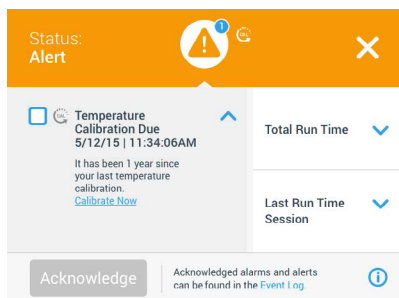 Status:
Alert
1
CAL
CAL
Temperature
Calibration Due
5/12/15 | 11:34:06AM
It has been 1 year since
your last temperature
calibration.
Calibrate Now
Total Run Time
Last Run Time
Session
Acknowledge
Acknowledged alarms and alerts
can be found in the Event Log.